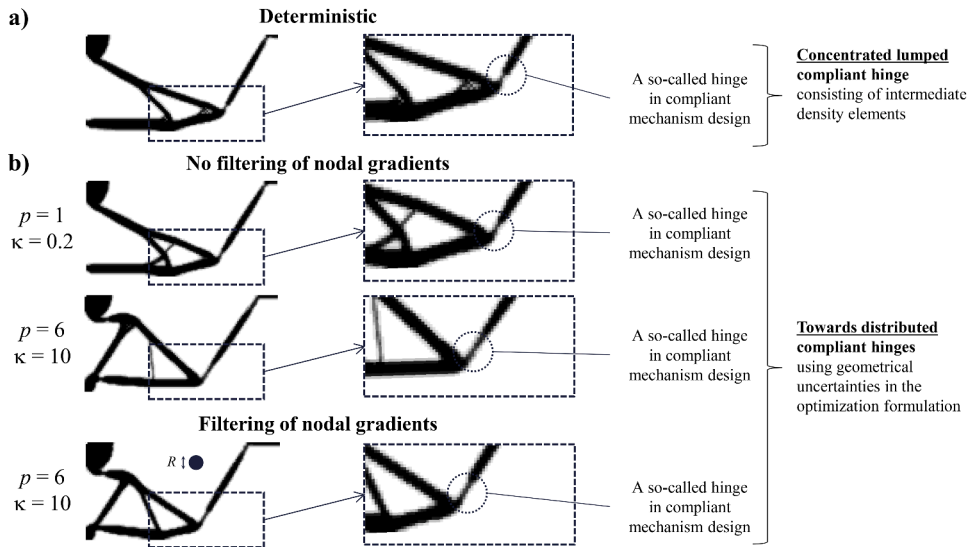 a)
Deterministic
A so-called hinge
in compliant
mechanism design
Concentrated lumped
compliant hinge
consisting of intermediate
density elements
b)
No filtering of nodal gradients
p = 1
κ = 0.2
A so-called hinge
in compliant
mechanism design
p = 6
κ = 10
A so-called hinge
in compliant
mechanism design
Towards distributed
compliant hinges
using geometrical
uncertainties in the
optimization formulation
Filtering of nodal gradients
p = 6
κ = 10
R
A so-called hinge
in compliant
mechanism design